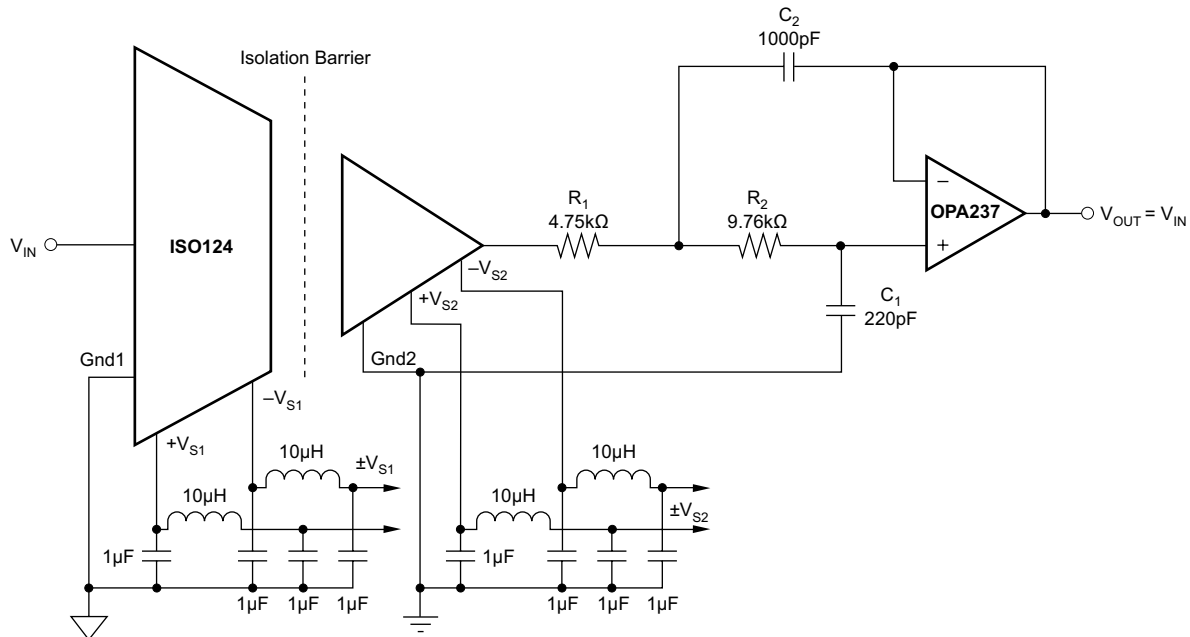 C2
1000pF
Isolation Barrier
R1
4.75kΩ
R2
9.76kΩ
−
OPA237
+
VOUT = VIN
VIN
ISO124
−VS2
+VS2
C1
220pF
Gnd1
Gnd2
−VS1
+VS1
10µH
±VS1
10µH
10µH
10µH
±VS2
1µF
1µF
1µF
1µF
1µF
1µF
1µF
1µF